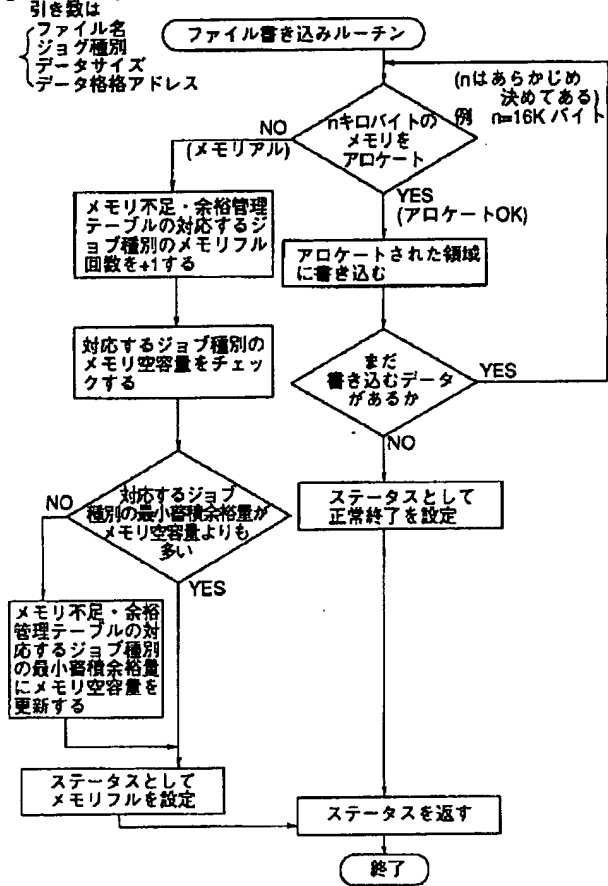 引き数は
ファイル名
ジョグ種別
データサイズ
データ格格アドレス
ファイル書き込みルーチン
(nはあらかじめ
決めてある)
例 n=16Kバイト
nキロバイトの
メモリを
アロケート
NO
(メモリアル)
YES
(アロケートOK)
メモリ不足・余裕管理
テーブルの対応するジ
ョブ種別のメモリフル
回数を+1する
アロケートされた領域
に書き込む
対応するジョブ種別の
メモリ空容量をチェッ
クする
まだ
書き込むデータ
があるか
YES
NO
対応するジョブ
種別の最小蓄積余裕量が
メモリ空容量よりも
多い
NO
YES
ステータスとして
正常終了を設定
メモリ不足・余裕
管理テーブルの対
応するジョブ種別
の最小蓄積余裕量
にメモリ空容量を
更新する
ステータスとして
メモリフルを設定
ステータスを返す
終了